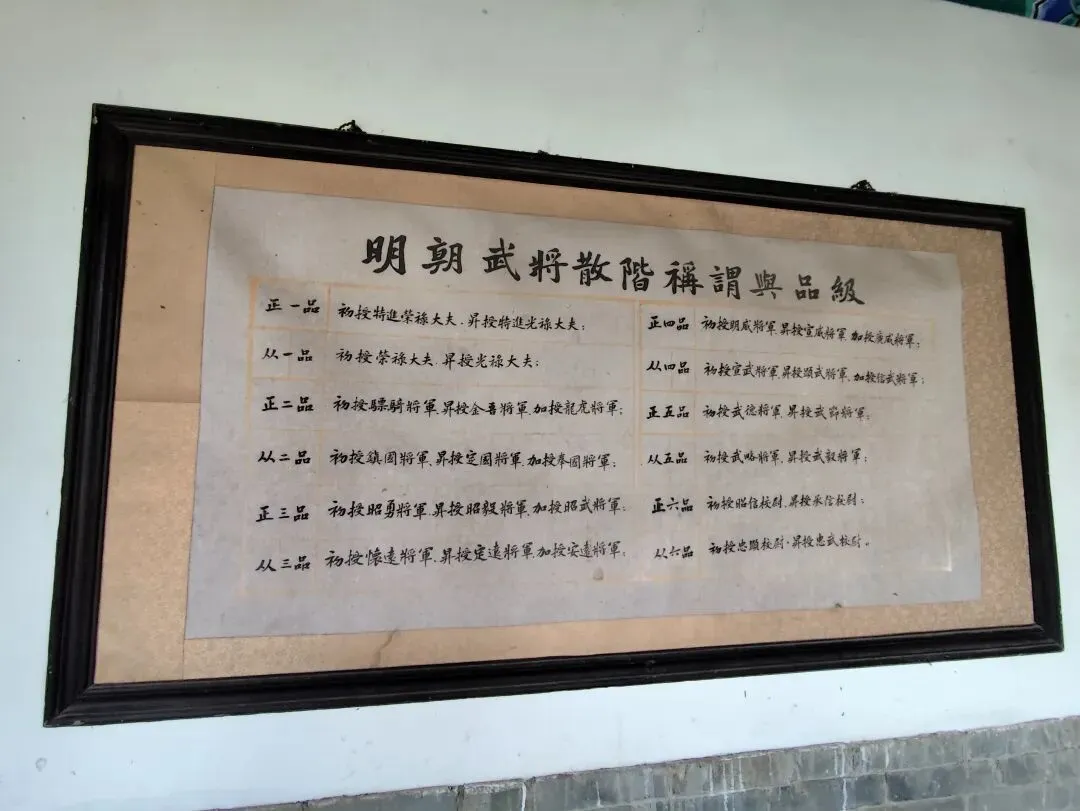 明朝武將散階稱謂與品級
正一品 初授特進榮祿大夫.昇授特進光祿大夫;
从一品 初授榮祿大夫.昇授光祿大夫;
正二品 初授驃騎將軍.昇授金吾將軍.加授龍虎將軍;
从二品 初授鎮國將軍.昇授定國將軍.加授奉國將軍;
正三品 初授昭勇將軍.昇授昭毅將軍.加授昭武將軍;
从三品 初授懷遠將軍.昇授定遠將軍.加授安遠將軍;
正四品 初授明威將軍.昇授宣威將軍.加授廣威將軍;
从四品 初授宣武將軍.昇授顯武將軍.加授信武將軍;
正五品 初授武德將軍.昇授武節將軍;
从五品 初授武略將軍.昇授武毅將軍;
正六品 初授昭信校尉.昇授承信校尉;
从六品 初授忠顯校尉.昇授忠武校尉。